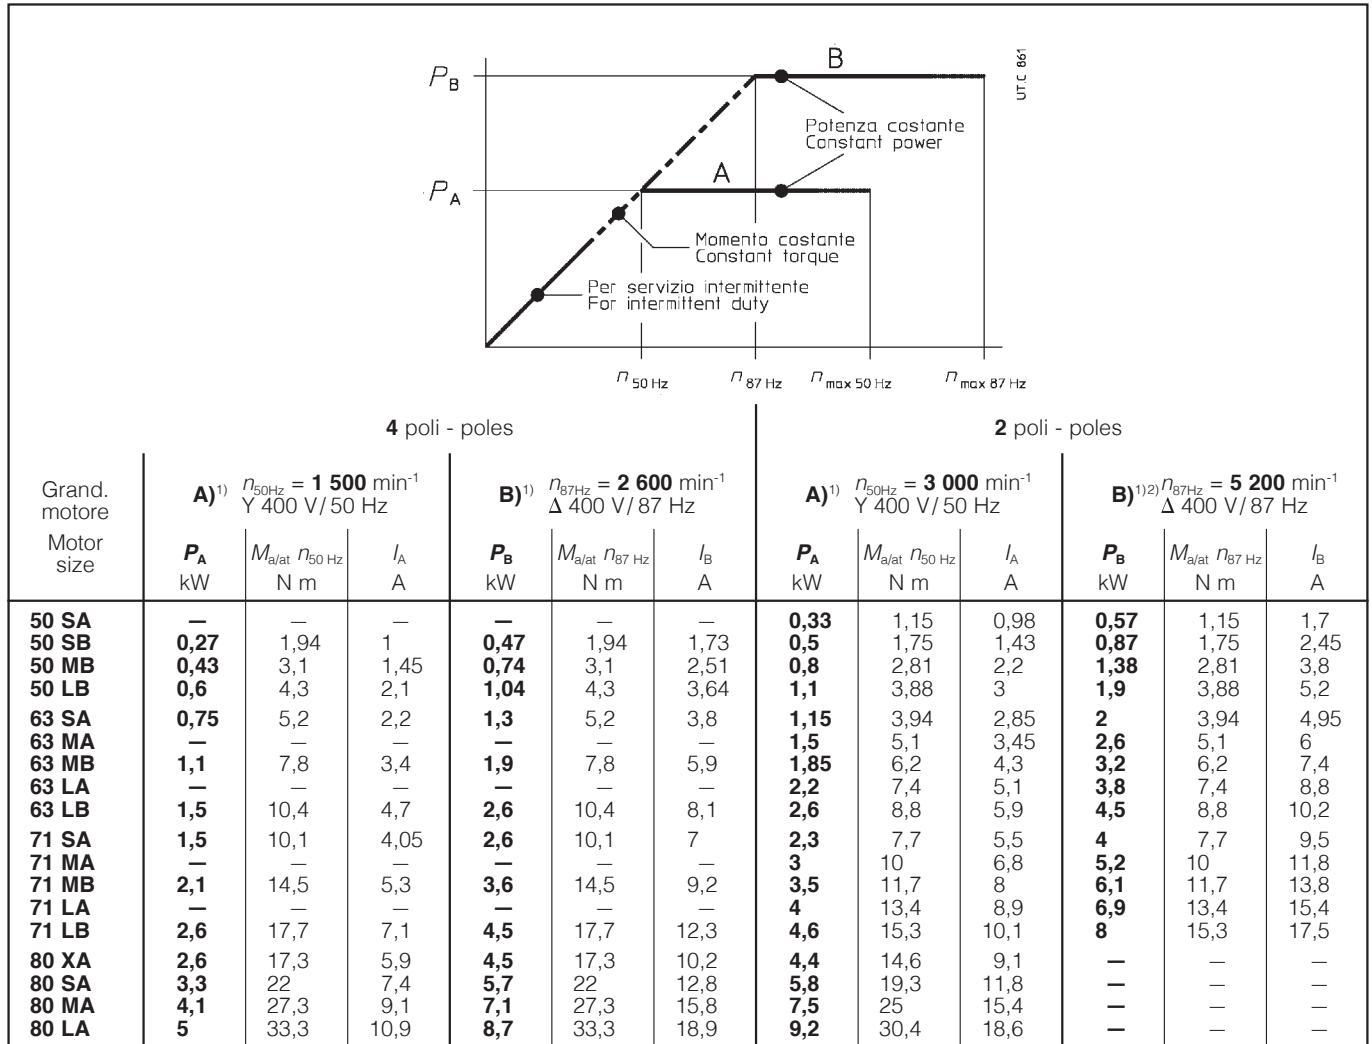 UT.C 861
B
P_B
Potenza costante
Constant power
A
P_A
Momento costante
Constant torque
Per servizio intermittente
For intermittent duty
n 50 Hz n 87 Hz n max 50 Hz n max 87 Hz
4 poli - poles 2 poli - poles
Grand. motore
Motor size
A)1) n50Hz = 1 500 min-1 B)1) n87Hz = 2 600 min-1 A)1) n50Hz = 3 000 min-1 B)1)2) n87Hz = 5 200 min-1
Y 400 V/50 Hz Δ 400 V/87 Hz Y 400 V/50 Hz Δ 400 V/87 Hz
P_A Ma/at n50 Hz I_A P_B Ma/at n87 Hz I_B P_A Ma/at n50 Hz I_A P_B Ma/at n87 Hz I_B
kW N m A kW N m A kW N m A kW N m A
50 SA — — — — — — 0,33 1,15 0,98 0,57 1,15 1,7
50 SB 0,27 1,94 1 0,47 1,94 1,73 0,5 1,75 1,43 0,87 1,75 2,45
50 MB 0,43 3,1 1,45 0,74 3,1 2,51 0,8 2,81 2,2 1,38 2,81 3,8
50 LB 0,6 4,3 2,1 1,04 4,3 3,64 1,1 3,88 3 1,9 3,88 5,2
63 SA 0,75 5,2 2,2 1,3 5,2 3,8 1,15 3,94 2,85 2 3,94 4,95
63 MA — — — — — — 1,5 5,1 3,45 2,6 5,1 6
63 MB 1,1 7,8 3,4 1,9 7,8 5,9 1,85 6,2 4,3 3,2 6,2 7,4
63 LA — — — — — — 2,2 7,4 5,1 3,8 7,4 8,8
63 LB 1,5 10,4 4,7 2,6 10,4 8,1 2,6 8,8 5,9 4,5 8,8 10,2
71 SA 1,5 10,1 4,05 2,6 10,1 7 2,3 7,7 5,5 4 7,7 9,5
71 MA — — — — — — 3 10 6,8 5,2 10 11,8
71 MB 2,1 14,5 5,3 3,6 14,5 9,2 3,5 11,7 8 6,1 11,7 13,8
71 LA — — — — — — 4 13,4 8,9 6,9 13,4 15,4
71 LB 2,6 17,7 7,1 4,5 17,7 12,3 4,6 15,3 10,1 8 15,3 17,5
80 XA 2,6 17,3 5,9 4,5 17,3 10,2 4,4 14,6 9,1 — — —
80 SA 3,3 22 7,4 5,7 22 12,8 5,8 19,3 11,8 — — —
80 MA 4,1 27,3 9,1 7,1 27,3 15,8 7,5 25 15,4 — — —
80 LA 5 33,3 10,9 8,7 33,3 18,9 9,2 30,4 18,6 — — —